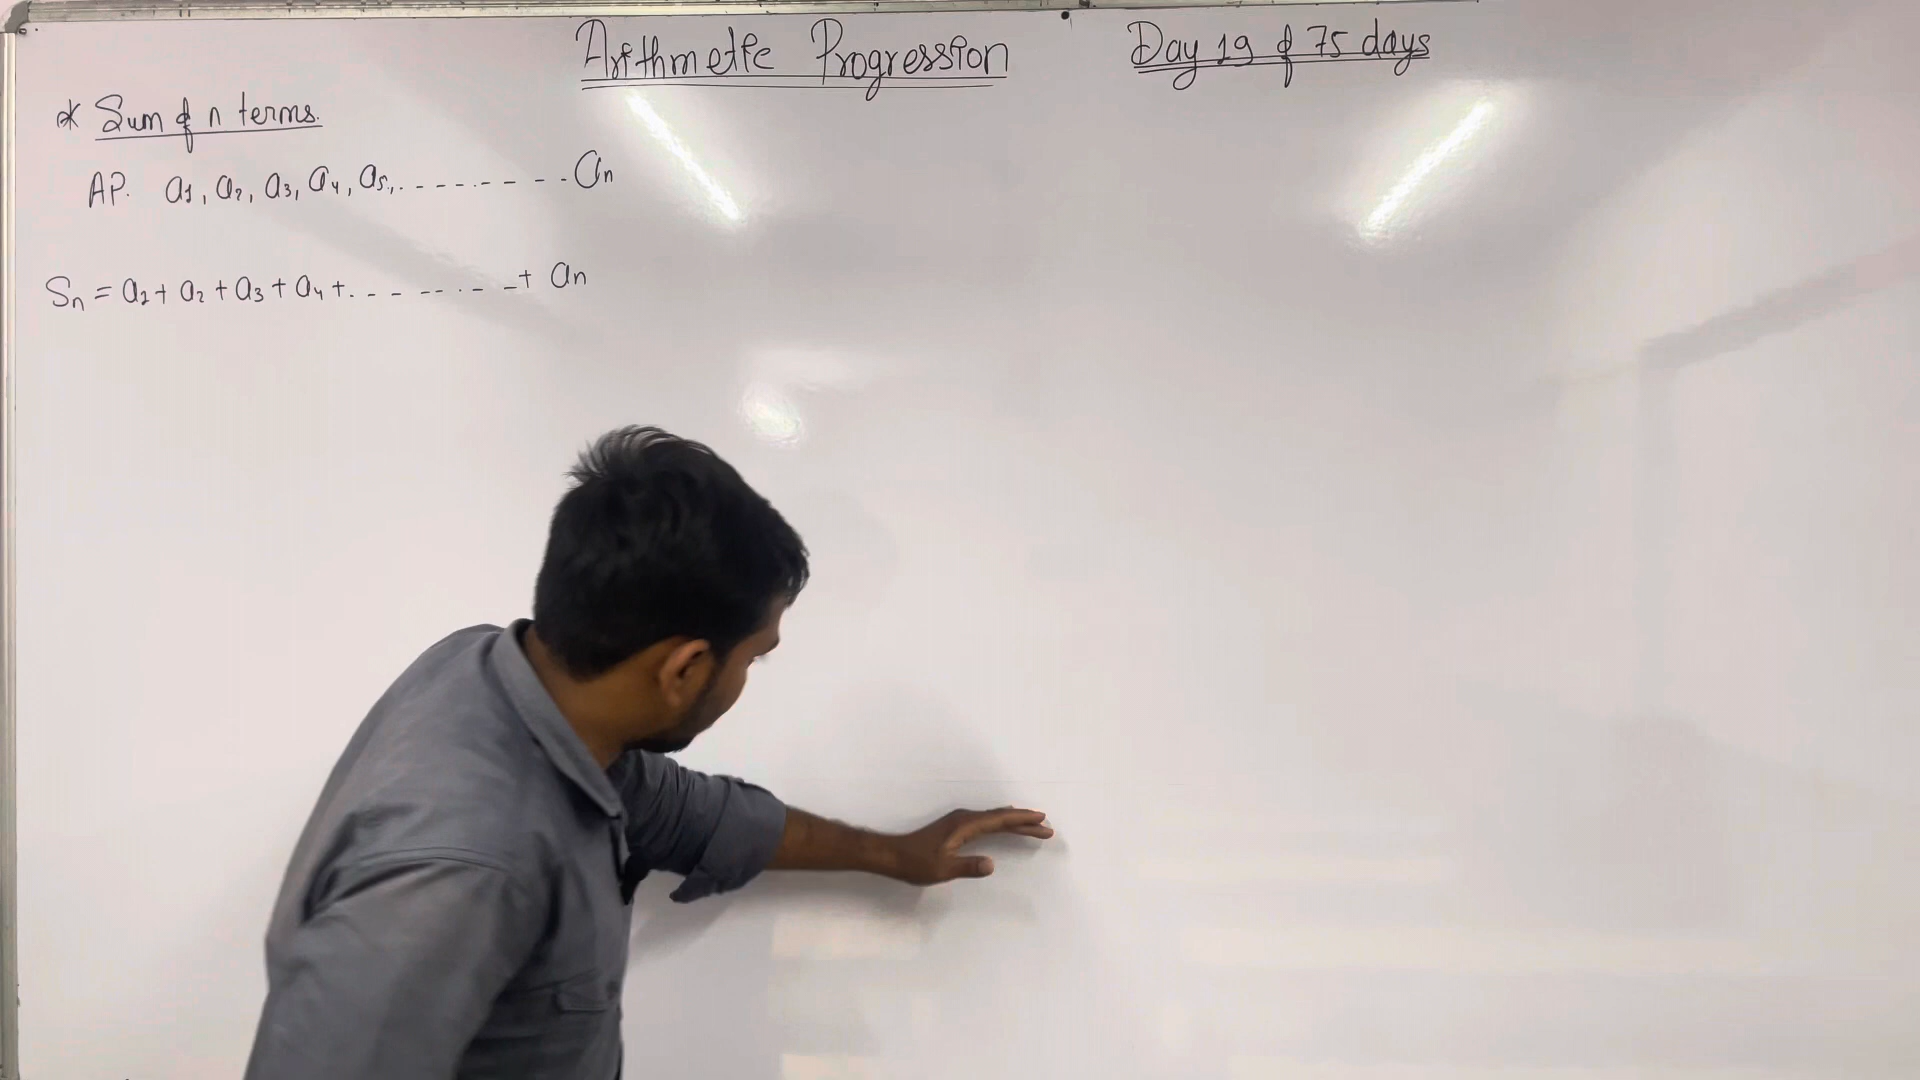 Arithmetic Progression
Day 19 of 75 days
* Sum of n terms.
AP. a1, a2, a3, a4, a5, . - - - - - - - - . an
Sn = a1 + a2 + a3 + a4 + . - - - - . - - + an